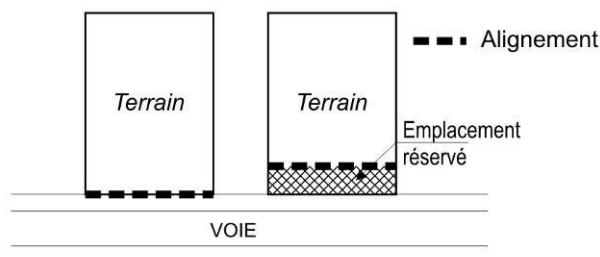 Alignement
Terrain
Terrain
Emplacement
réservé
VOIE